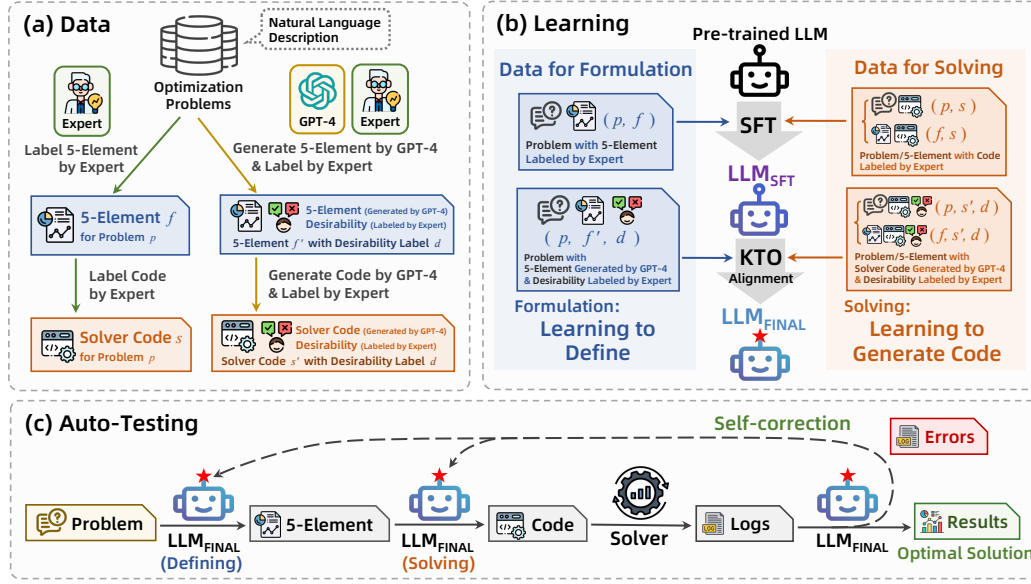 (a) Data
Natural Language
Description
Optimization
Problems
Expert
GPT-4
Expert
Label 5-Element
by Expert
Generate 5-Element by GPT-4
& Label by Expert
5-Element f
for Problem p
5-Element (Generated by GPT-4)
Desirability (Labeled by Expert)
5-Element f′ with Desirability Label d
Label Code
by Expert
Generate Code by GPT-4
& Label by Expert
Solver Code s
for Problem p
Solver Code (Generated by GPT-4)
Desirability (Labeled by Expert)
Solver Code s′ with Desirability Label d
(b) Learning
Pre-trained LLM
Data for Formulation
Data for Solving
(p, f)
Problem with 5-Element
Labeled by Expert
SFT
(p, s)
(f, s)
Problem/5-Element with Code
Labeled by Expert
LLM_SFT
(p, f′, d)
Problem with
5-Element Generated by GPT-4
& Desirability Labeled by Expert
KTO
Alignment
(p, s′, d)
(f, s′, d)
Problem/5-Element with
Solver Code Generated by GPT-4
& Desirability Labeled by Expert
Formulation:
Learning to
Define
LLM_FINAL
Solving:
Learning to
Generate Code
(c) Auto-Testing
Self-correction
LOG
Errors
Problem
LLM_FINAL
(Defining)
5-Element
LLM_FINAL
(Solving)
Code
Solver
LOG
Logs
LLM_FINAL
Results
Optimal Solution